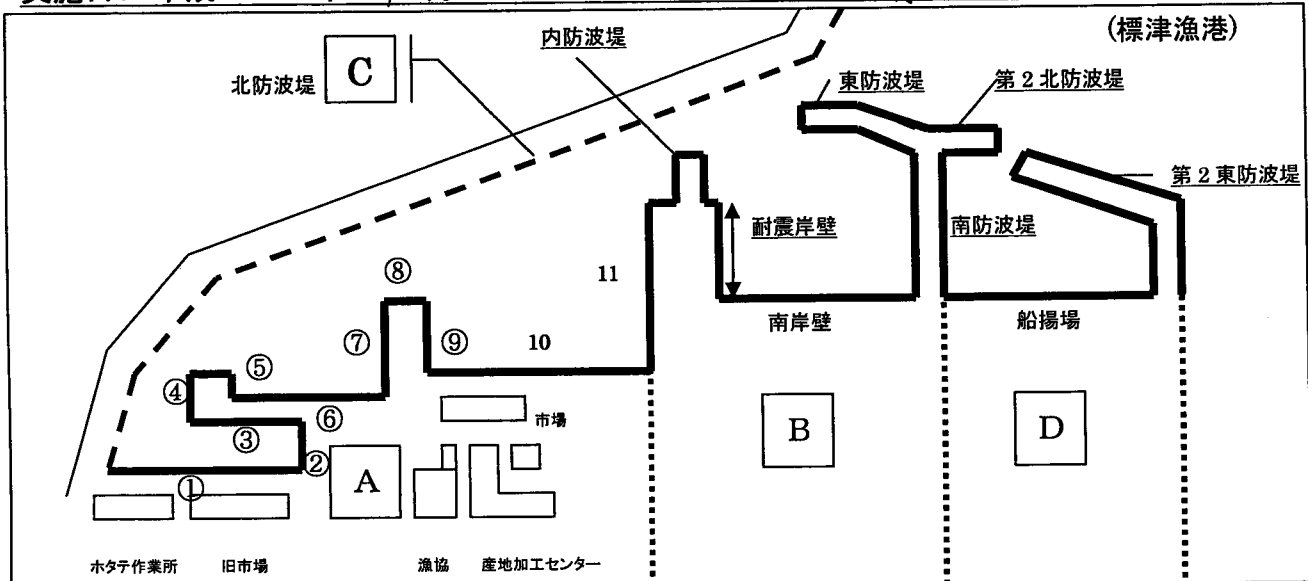 (標津漁港)
内防波堤
北防波堤
C
東防波堤
第2北防波堤
第2東防波堤
耐震岸壁
南防波堤
11
⑧
南岸壁
船揚場
⑦
⑨
10
⑤
④
⑥
③
市場
B
D
②
A
①
ホタテ作業所
旧市場
漁協
産地加工センター